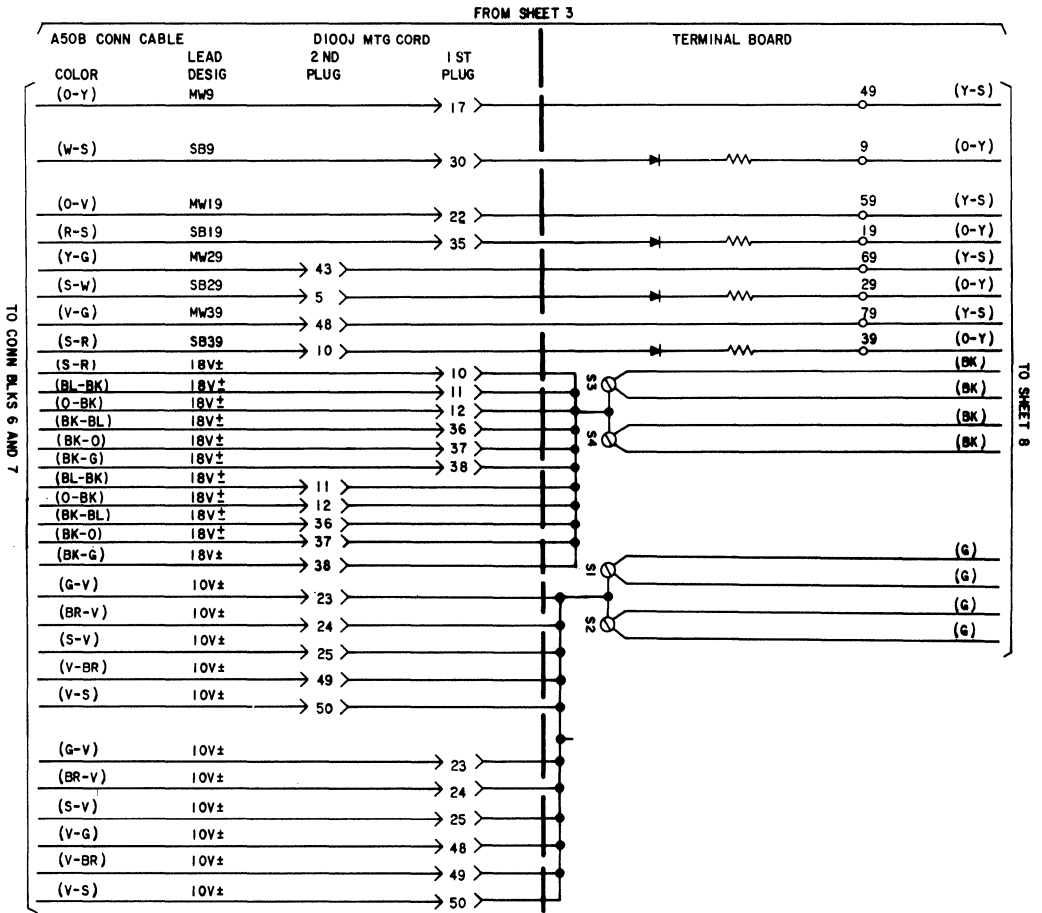 FROM SHEET 3
A50B CONN CABLE D100J MTG CORD TERMINAL BOARD
LEAD 2 ND 1 ST
COLOR DESIG PLUG PLUG
(O-Y) MW9 17 49 (Y-S)
(W-S) SB9 30 9 (O-Y)
(O-V) MW19 22 59 (Y-S)
(R-S) SB19 35 19 (O-Y)
(Y-G) MW29 43 69 (Y-S)
(S-W) SB29 5 29 (O-Y)
(V-G) MW39 48 79 (Y-S)
(S-R) SB39 10 39 (O-Y)
(S-R) 18V± 10 (BK)
(BL-BK) 18V± 11 S3 (BK)
(O-BK) 18V± 12 (BK)
(BK-BL) 18V± 36 S4 (BK)
(BK-O) 18V± 37
(BK-G) 18V± 38
(BL-BK) 18V± 11
(O-BK) 18V± 12
(BK-BL) 18V± 36
(BK-O) 18V± 37
(BK-G) 18V± 38 S1 (G)
(G-V) 10V± 23 (G)
(BR-V) 10V± 24 S2 (G)
(S-V) 10V± 25 (G)
(V-BR) 10V± 49
(V-S) 10V± 50
(G-V) 10V± 23
(BR-V) 10V± 24
(S-V) 10V± 25
(V-G) 10V± 48
(V-BR) 10V± 49
(V-S) 10V± 50
TO CONN BLKS 6 AND 7
TO SHEET 8